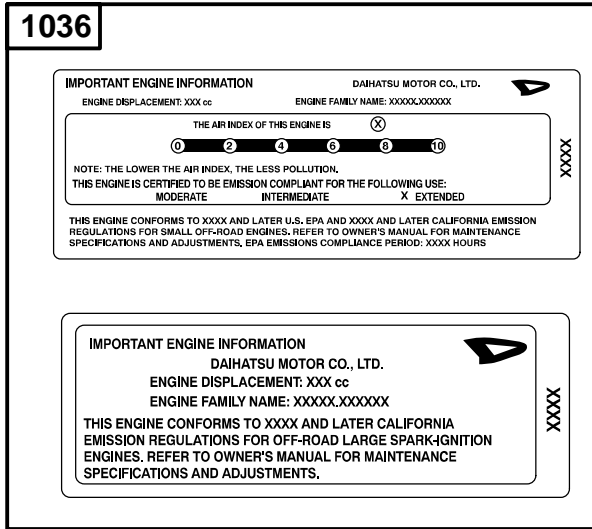 1036
IMPORTANT ENGINE INFORMATION DAIHATSU MOTOR CO., LTD.
ENGINE DISPLACEMENT: XXX cc ENGINE FAMILY NAME: XXXXX.XXXXXX
THE AIR INDEX OF THIS ENGINE IS X
0 2 4 6 8 10
NOTE: THE LOWER THE AIR INDEX, THE LESS POLLUTION.
THIS ENGINE IS CERTIFIED TO BE EMISSION COMPLIANT FOR THE FOLLOWING USE:
MODERATE INTERMEDIATE X EXTENDED
THIS ENGINE CONFORMS TO XXXX AND LATER U.S. EPA AND XXXX AND LATER CALIFORNIA EMISSION
REGULATIONS FOR SMALL OFF-ROAD ENGINES. REFER TO OWNER'S MANUAL FOR MAINTENANCE
SPECIFICATIONS AND ADJUSTMENTS. EPA EMISSIONS COMPLIANCE PERIOD: XXXX HOURS
XXXX
IMPORTANT ENGINE INFORMATION
DAIHATSU MOTOR CO., LTD.
ENGINE DISPLACEMENT: XXX cc
ENGINE FAMILY NAME: XXXXX.XXXXXX
THIS ENGINE CONFORMS TO XXXX AND LATER CALIFORNIA
EMISSION REGULATIONS FOR OFF-ROAD LARGE SPARK-IGNITION
ENGINES. REFER TO OWNER'S MANUAL FOR MAINTENANCE
SPECIFICATIONS AND ADJUSTMENTS.
XXXX